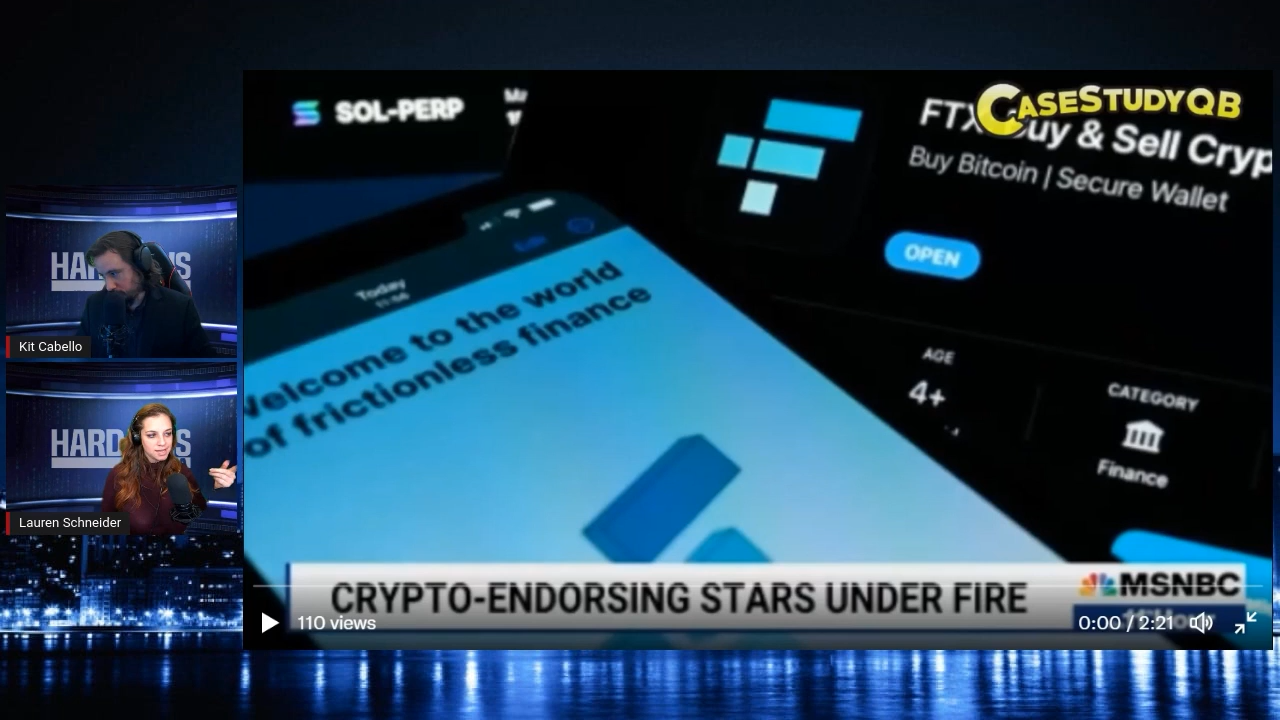 SOL-PERP
CASESTUDYQB
Buy & Sell
Buy Bitcoin | Secure Wallet
OPEN
Today
Welcome to the world
of frictionless finance
AGE
4+
CATEGORY
Finance
HARD
Kit Cabello
HARD
Lauren Schneider
CRYPTO-ENDORSING STARS UNDER FIRE
MSNBC
110 views
0:00 / 2:21